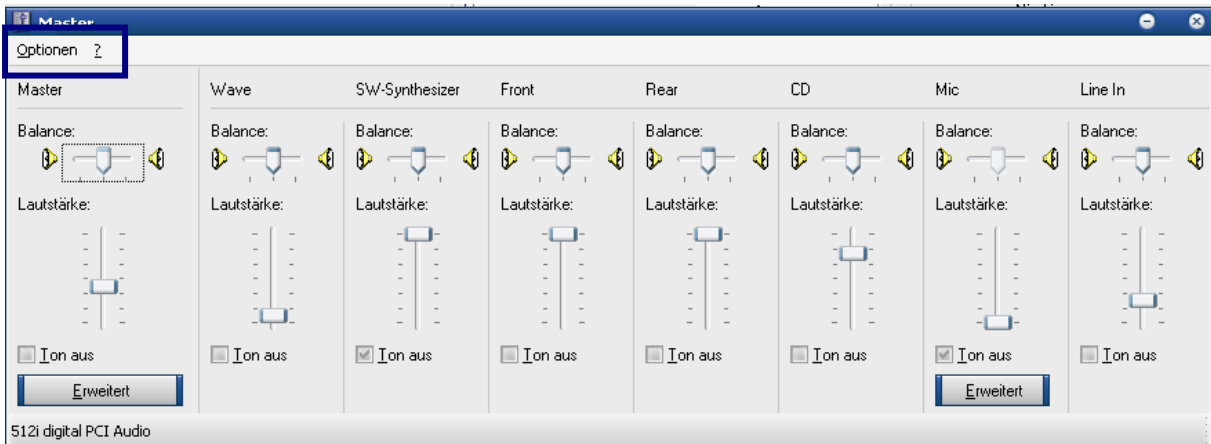 Master
Optionen ?
Master Wave SW-Synthesizer Front Rear CD Mic Line In
Balance: Balance: Balance: Balance: Balance: Balance: Balance: Balance:
Lautstärke: Lautstärke: Lautstärke: Lautstärke: Lautstärke: Lautstärke: Lautstärke: Lautstärke:
Ton aus Ton aus Ton aus Ton aus Ton aus Ton aus Ton aus Ton aus
Erweitert Erweitert
512i digital PCI Audio